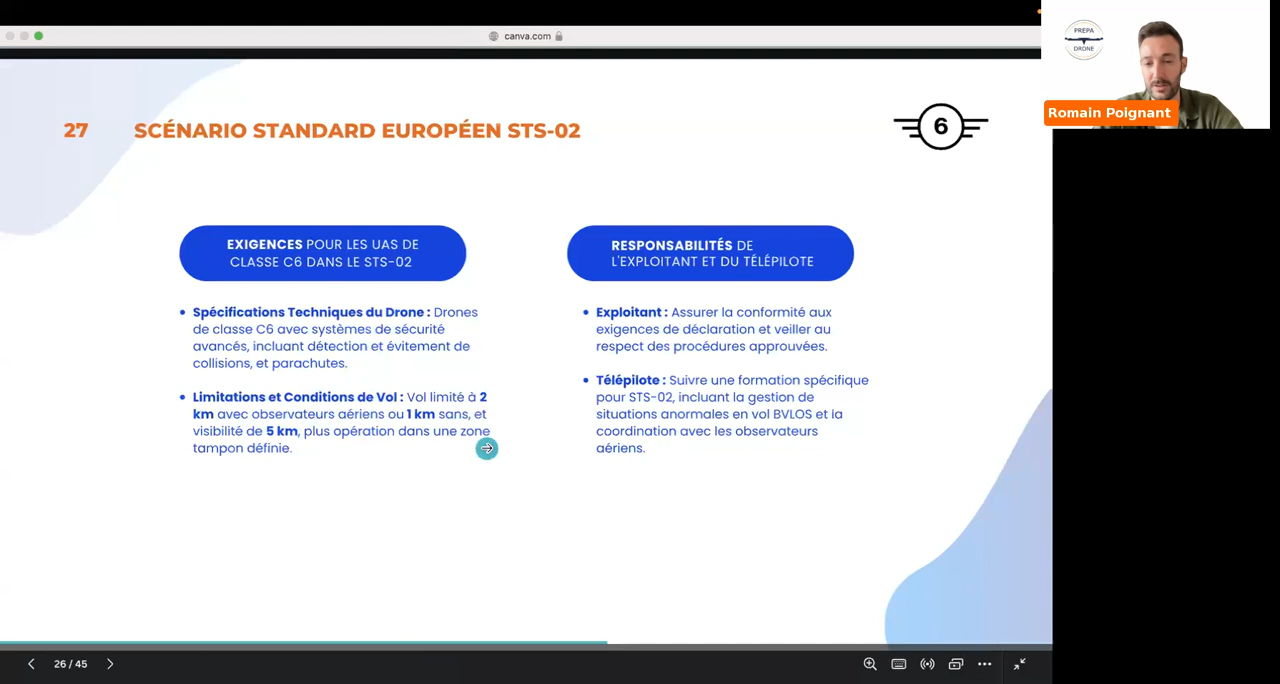 canva.com
PREPA
DRONE
Romain Poignant
27
SCÉNARIO STANDARD EUROPÉEN STS-02
6
EXIGENCES POUR LES UAS DE
CLASSE C6 DANS LE STS-02
Spécifications Techniques du Drone : Drones
de classe C6 avec systèmes de sécurité
avancés, incluant détection et évitement de
collisions, et parachutes.
Limitations et Conditions de Vol : Vol limité à 2
km avec observateurs aériens ou 1 km sans, et
visibilité de 5 km, plus opération dans une zone
tampon définie.
RESPONSABILITÉS DE
L'EXPLOITANT ET DU TÉLÉPILOTE
Exploitant : Assurer la conformité aux
exigences de déclaration et veiller au
respect des procédures approuvées.
Télépilote : Suivre une formation spécifique
pour STS-02, incluant la gestion de
situations anormales en vol BVLOS et la
coordination avec les observateurs
aériens.
26 / 45